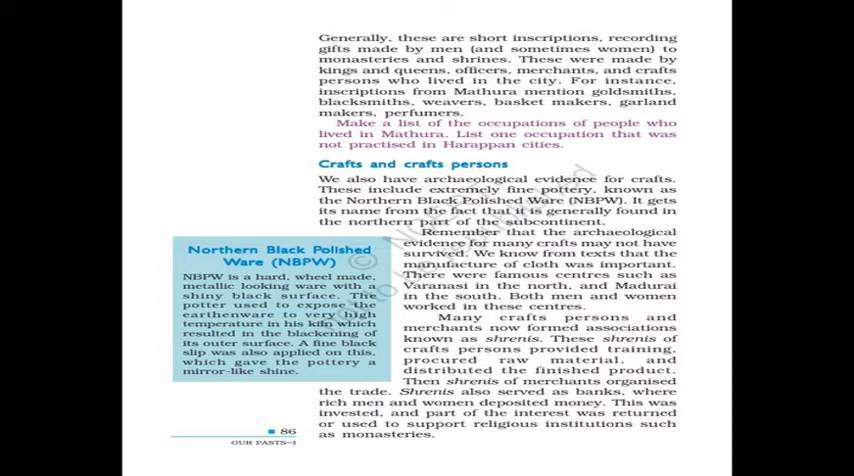 Generally, these are short inscriptions, recording
gifts made by men (and sometimes women) to
monasteries and shrines. These were made by
kings and queens, officers, merchants, and crafts
persons who lived in the city. For instance,
inscriptions from Mathura mention goldsmiths,
blacksmiths, weavers, basket makers, garland
makers, perfumers.
Make a list of the occupations of people who
lived in Mathura. List one occupation that was
not practised in Harappan cities.
Crafts and crafts persons
We also have archaeological evidence for crafts.
These include extremely fine pottery, known as
the Northern Black Polished Ware (NBPW). It gets
its name from the fact that it is generally found in
the northern part of the subcontinent.
Remember that the archaeological
evidence for many crafts may not have
survived. We know from texts that the
manufacture of cloth was important.
There were famous centres such as
Varanasi in the north, and Madurai
in the south. Both men and women
worked in these centres.
Many crafts persons and
merchants now formed associations
known as shrenis. These shrenis of
crafts persons provided training,
procured raw material, and
distributed the finished product.
Then shrenis of merchants organised
the trade. Shrenis also served as banks, where
rich men and women deposited money. This was
invested, and part of the interest was returned
or used to support religious institutions such
as monasteries.
Northern Black Polished
Ware (NBPW)
NBPW is a hard, wheel made,
metallic looking ware with a
shiny black surface. The
potter used to expose the
earthenware to very high
temperature in his kiln which
resulted in the blackening of
its outer surface. A fine black
slip was also applied on this,
which gave the pottery a
mirror-like shine.
86
OUR PASTS–I